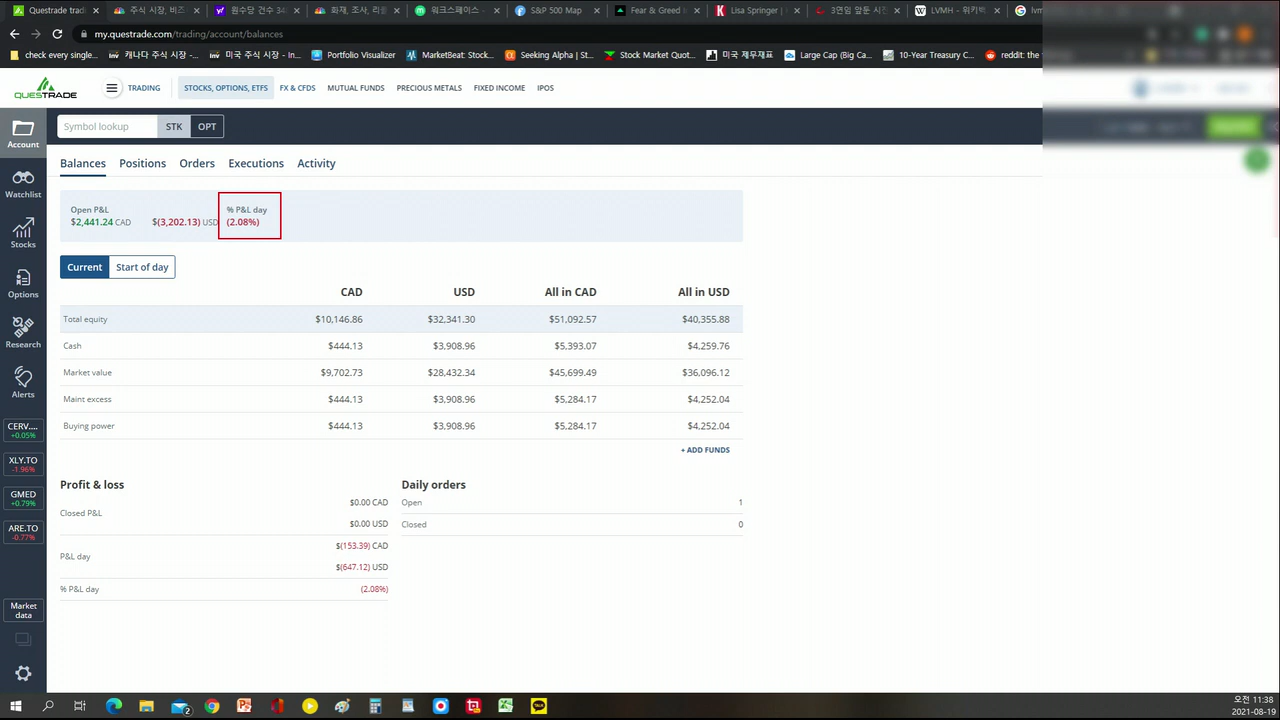 Questrade trading
주식 시장, 비즈
원수당 건수 34
화재, 조사, 리콜
워크스페이스 -
S&P 500 Map
Fear & Greed
Lisa Springer |
3연임 앞둔 시진
LVMH - 위키백
my.questrade.com/trading/account/balances
check every single...
캐나다 주식 시장 -...
미국 주식 시장 - In...
Portfolio Visualizer
MarketBeat: Stock...
Seeking Alpha | St...
Stock Market Quot...
미국 재무제표
Large Cap (Big Ca...
10-Year Treasury C...
reddit: the
QUESTRADE
TRADING
STOCKS, OPTIONS, ETFS
FX & CFDS
MUTUAL FUNDS
PRECIOUS METALS
FIXED INCOME
IPOS
Symbol lookup
STK
OPT
Account
Watchlist
Stocks
Options
Research
Alerts
CERV....
+0.05%
XLY.TO
-1.96%
GMED
+0.79%
ARE.TO
-0.77%
Market
data
Balances Positions Orders Executions Activity
Open P&L % P&L day
$2,441.24 CAD $(3,202.13) USD (2.08%)
Current Start of day
CAD USD All in CAD All in USD
Total equity $10,146.86 $32,341.30 $51,092.57 $40,355.88
Cash $444.13 $3,908.96 $5,393.07 $4,259.76
Market value $9,702.73 $28,432.34 $45,699.49 $36,096.12
Maint excess $444.13 $3,908.96 $5,284.17 $4,252.04
Buying power $444.13 $3,908.96 $5,284.17 $4,252.04
+ ADD FUNDS
Profit & loss
Closed P&L
$0.00 CAD
$0.00 USD
P&L day
$(153.39) CAD
$(647.12) USD
% P&L day (2.08%)
Daily orders
Open 1
Closed 0
오전 11:38
2021-08-19